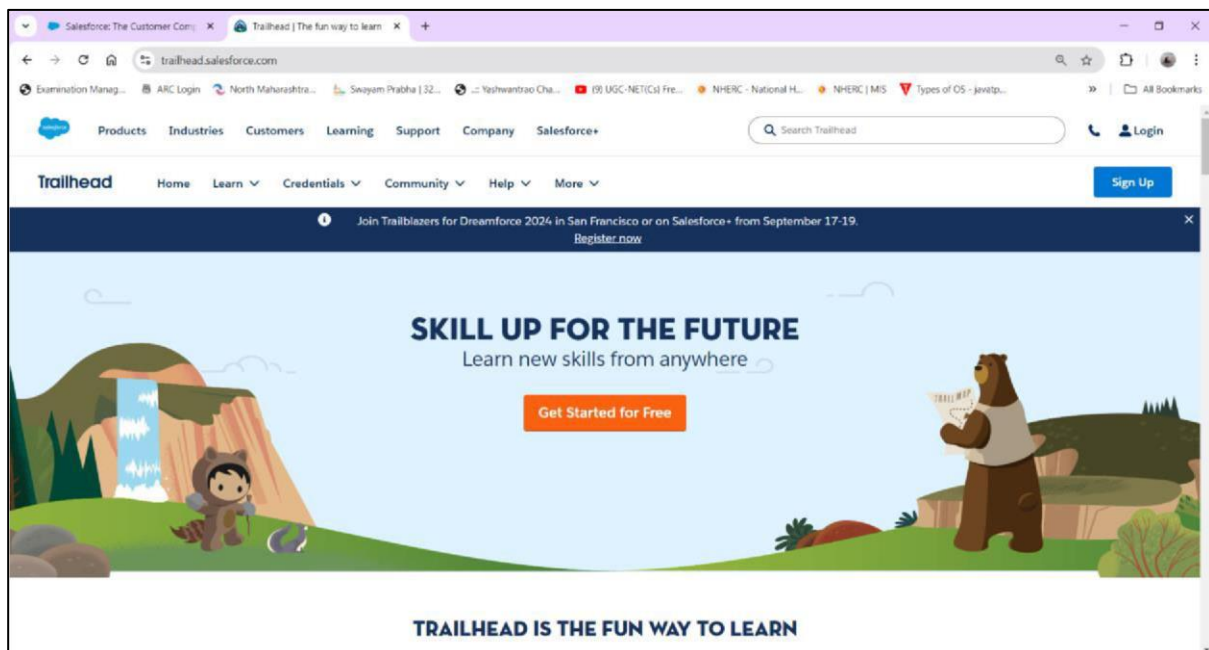 Salesforce: The Customer Comp
Trailhead | The fun way to learn
trailhead.salesforce.com
Examination Manag... ARC Login North Maharashtra... Swayam Prabha | 32... ..:: Yashwantrao Cha... (9) UGC-NET(Cs) Fre... NHERC - National H... NHERC | MIS Types of OS - javatp... » All Bookmarks
salesforce Products Industries Customers Learning Support Company Salesforce+ Search Trailhead Login
Trailhead Home Learn Credentials Community Help More Sign Up
Join Trailblazers for Dreamforce 2024 in San Francisco or on Salesforce+ from September 17-19.
Register now
SKILL UP FOR THE FUTURE
Learn new skills from anywhere
Get Started for Free
TRAIL MAP
TRAILHEAD IS THE FUN WAY TO LEARN